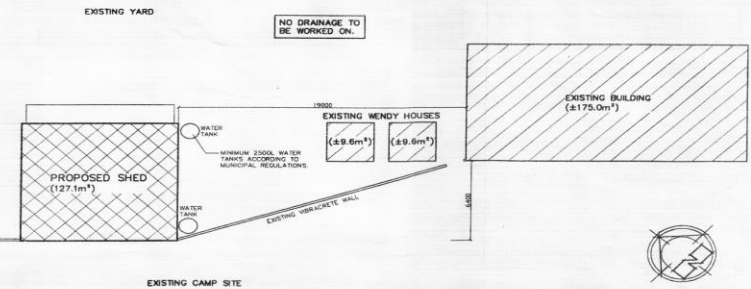 EXISTING YARD
NO DRAINAGE TO
BE WORKED ON.
19000
EXISTING WENDY HOUSES
EXISTING BUILDING
(±175.0m²)
WATER
TANK
(±9.6m²)
(±9.6m²)
MINIMUM 2500L WATER
TANKS ACCORDING TO
MUNICIPAL REGULATIONS.
PROPOSED SHED
(127.1m²)
WATER
TANK
EXISTING VIBRACRETE WALL
6400
EXISTING CAMP SITE
N